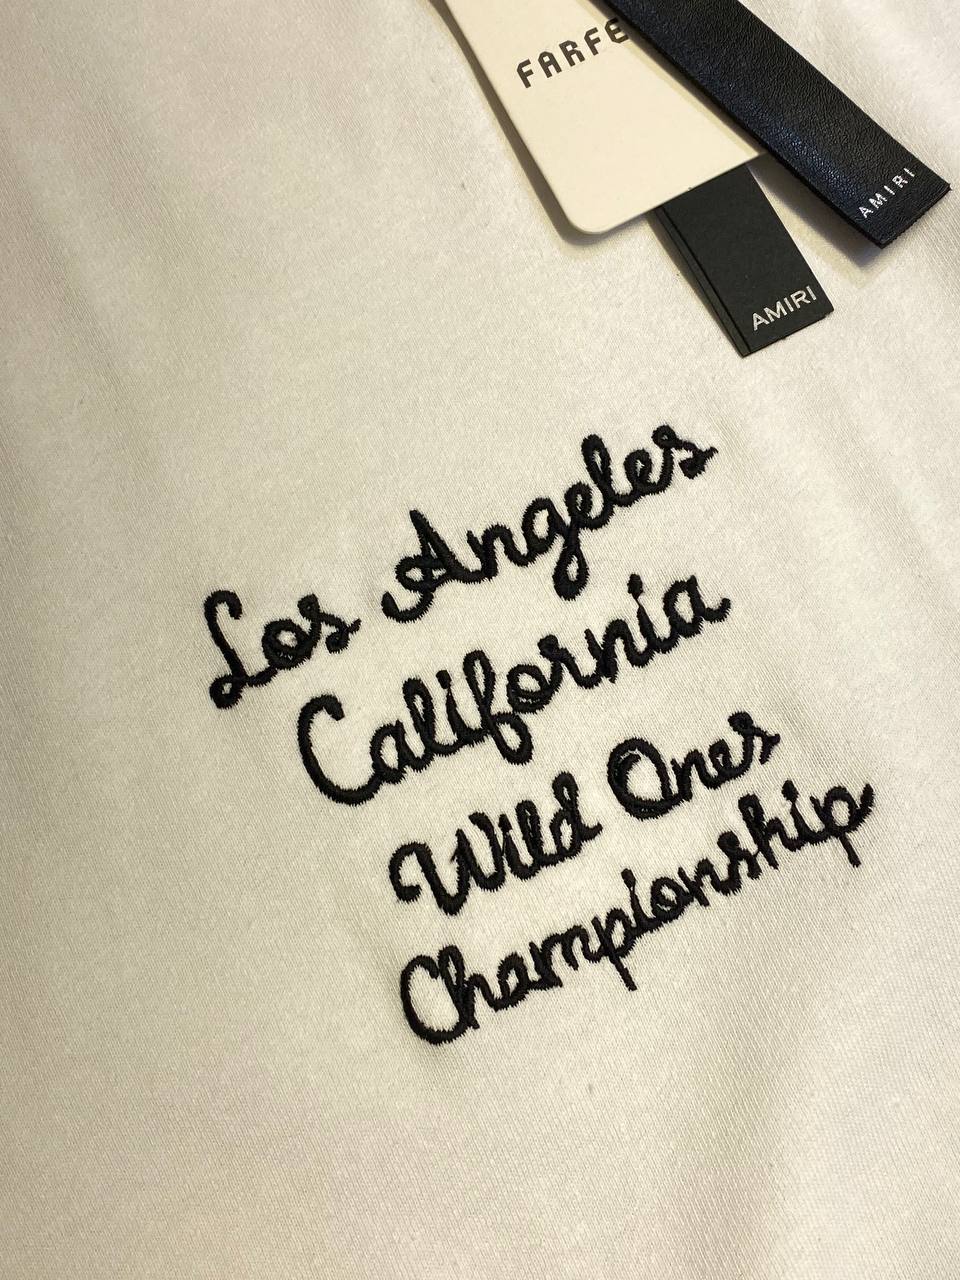 FARFE
AMIRI
AMIRI
Los Angeles
California
Wild Ones
Championship